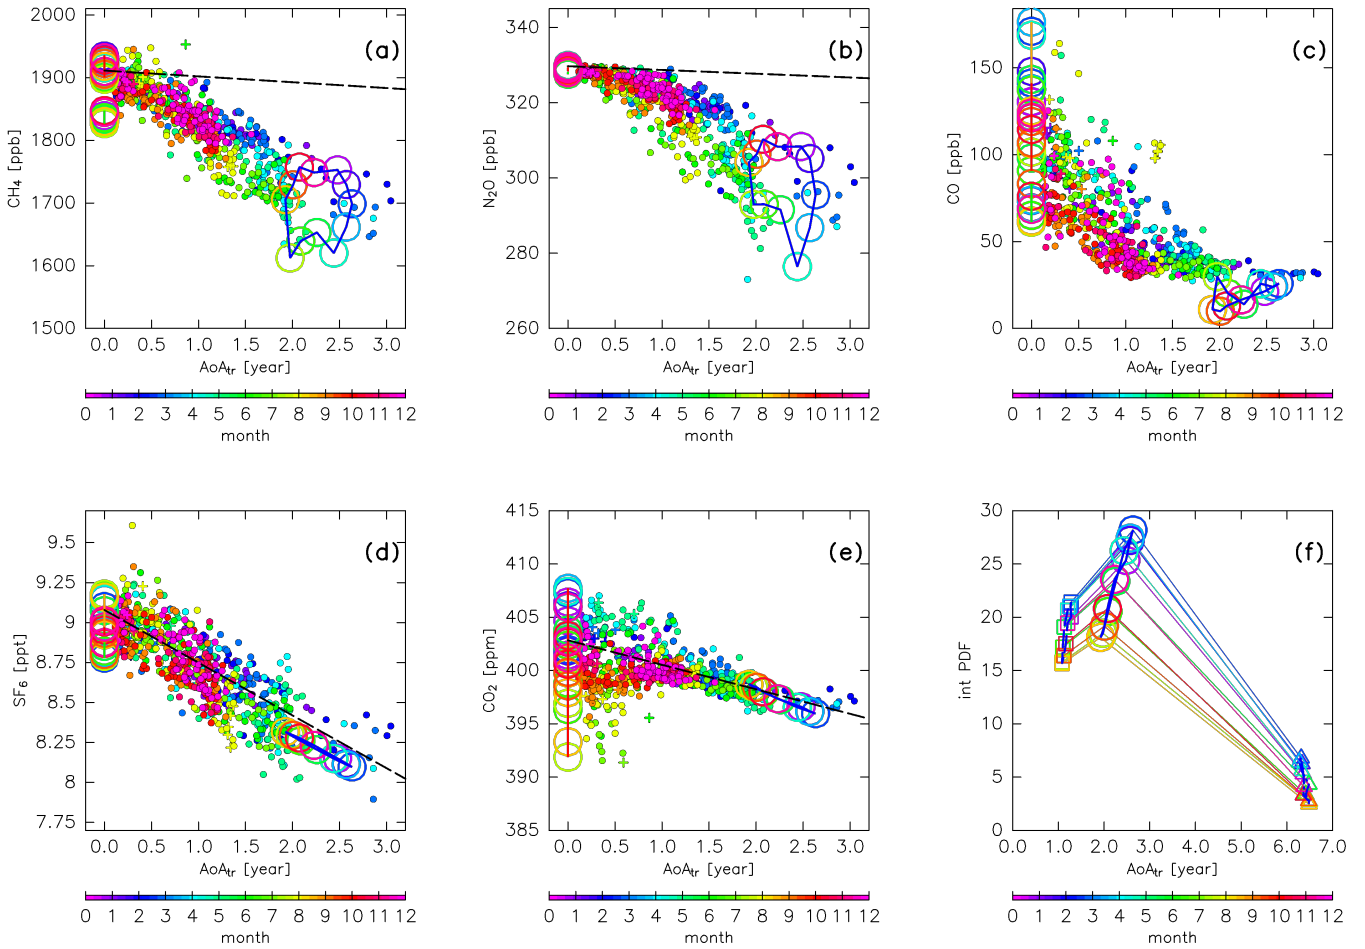 2000
1900
1800
1700
1600
1500
CH4 [ppb]
(a)
0.0 0.5 1.0 1.5 2.0 2.5 3.0
AoAtr [year]
0 1 2 3 4 5 6 7 8 9 10 11 12
month
340
320
300
280
260
N2O [ppb]
(b)
0.0 0.5 1.0 1.5 2.0 2.5 3.0
AoAtr [year]
0 1 2 3 4 5 6 7 8 9 10 11 12
month
150
100
50
0
CO [ppb]
(c)
0.0 0.5 1.0 1.5 2.0 2.5 3.0
AoAtr [year]
0 1 2 3 4 5 6 7 8 9 10 11 12
month
9.5
9.25
9
8.75
8.5
8.25
8
7.75
SF6 [ppt]
(d)
0.0 0.5 1.0 1.5 2.0 2.5 3.0
AoAtr [year]
0 1 2 3 4 5 6 7 8 9 10 11 12
month
415
410
405
400
395
390
385
CO2 [ppm]
(e)
0.0 0.5 1.0 1.5 2.0 2.5 3.0
AoAtr [year]
0 1 2 3 4 5 6 7 8 9 10 11 12
month
30
25
20
15
10
5
0
int PDF
(f)
0.0 1.0 2.0 3.0 4.0 5.0 6.0 7.0
AoAtr [year]
0 1 2 3 4 5 6 7 8 9 10 11 12
month